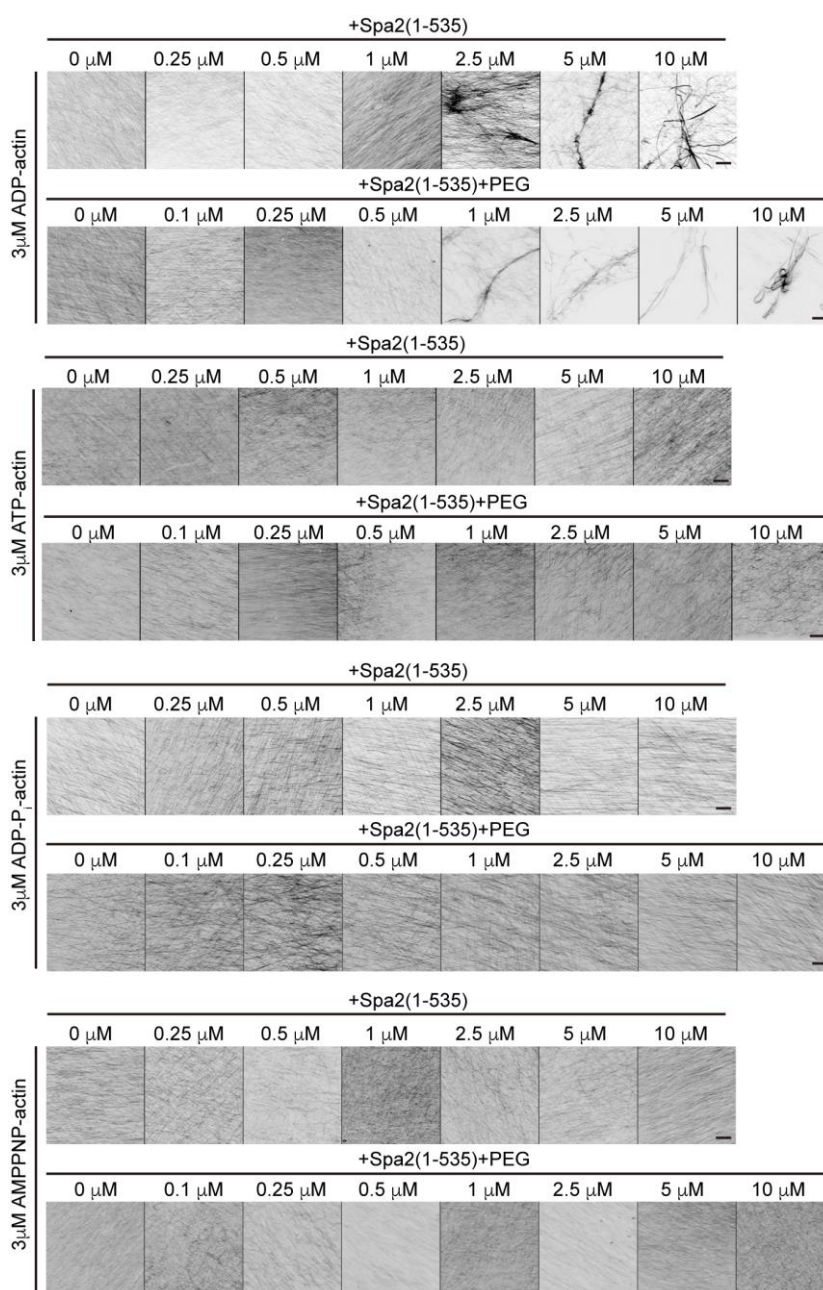 +Spa2(1-535)
0 μM 0.25 μM 0.5 μM 1 μM 2.5 μM 5 μM 10 μM
3μM ADP-actin
+Spa2(1-535)+PEG
0 μM 0.1 μM 0.25 μM 0.5 μM 1 μM 2.5 μM 5 μM 10 μM
+Spa2(1-535)
0 μM 0.25 μM 0.5 μM 1 μM 2.5 μM 5 μM 10 μM
3μM ATP-actin
+Spa2(1-535)+PEG
0 μM 0.1 μM 0.25 μM 0.5 μM 1 μM 2.5 μM 5 μM 10 μM
+Spa2(1-535)
0 μM 0.25 μM 0.5 μM 1 μM 2.5 μM 5 μM 10 μM
3μM ADP-Pi-actin
+Spa2(1-535)+PEG
0 μM 0.1 μM 0.25 μM 0.5 μM 1 μM 2.5 μM 5 μM 10 μM
+Spa2(1-535)
0 μM 0.25 μM 0.5 μM 1 μM 2.5 μM 5 μM 10 μM
3μM AMPPNP-actin
+Spa2(1-535)+PEG
0 μM 0.1 μM 0.25 μM 0.5 μM 1 μM 2.5 μM 5 μM 10 μM